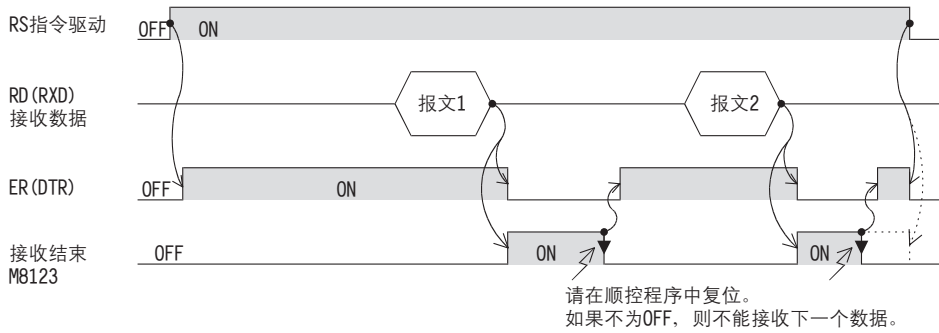 RS指令驱动
OFF ON
RD(RXD)
接收数据
报文1 报文2
ER(DTR)
OFF ON
接收结束
M8123
OFF ON ON
请在顺控程序中复位。
如果不为OFF，则不能接收下一个数据。